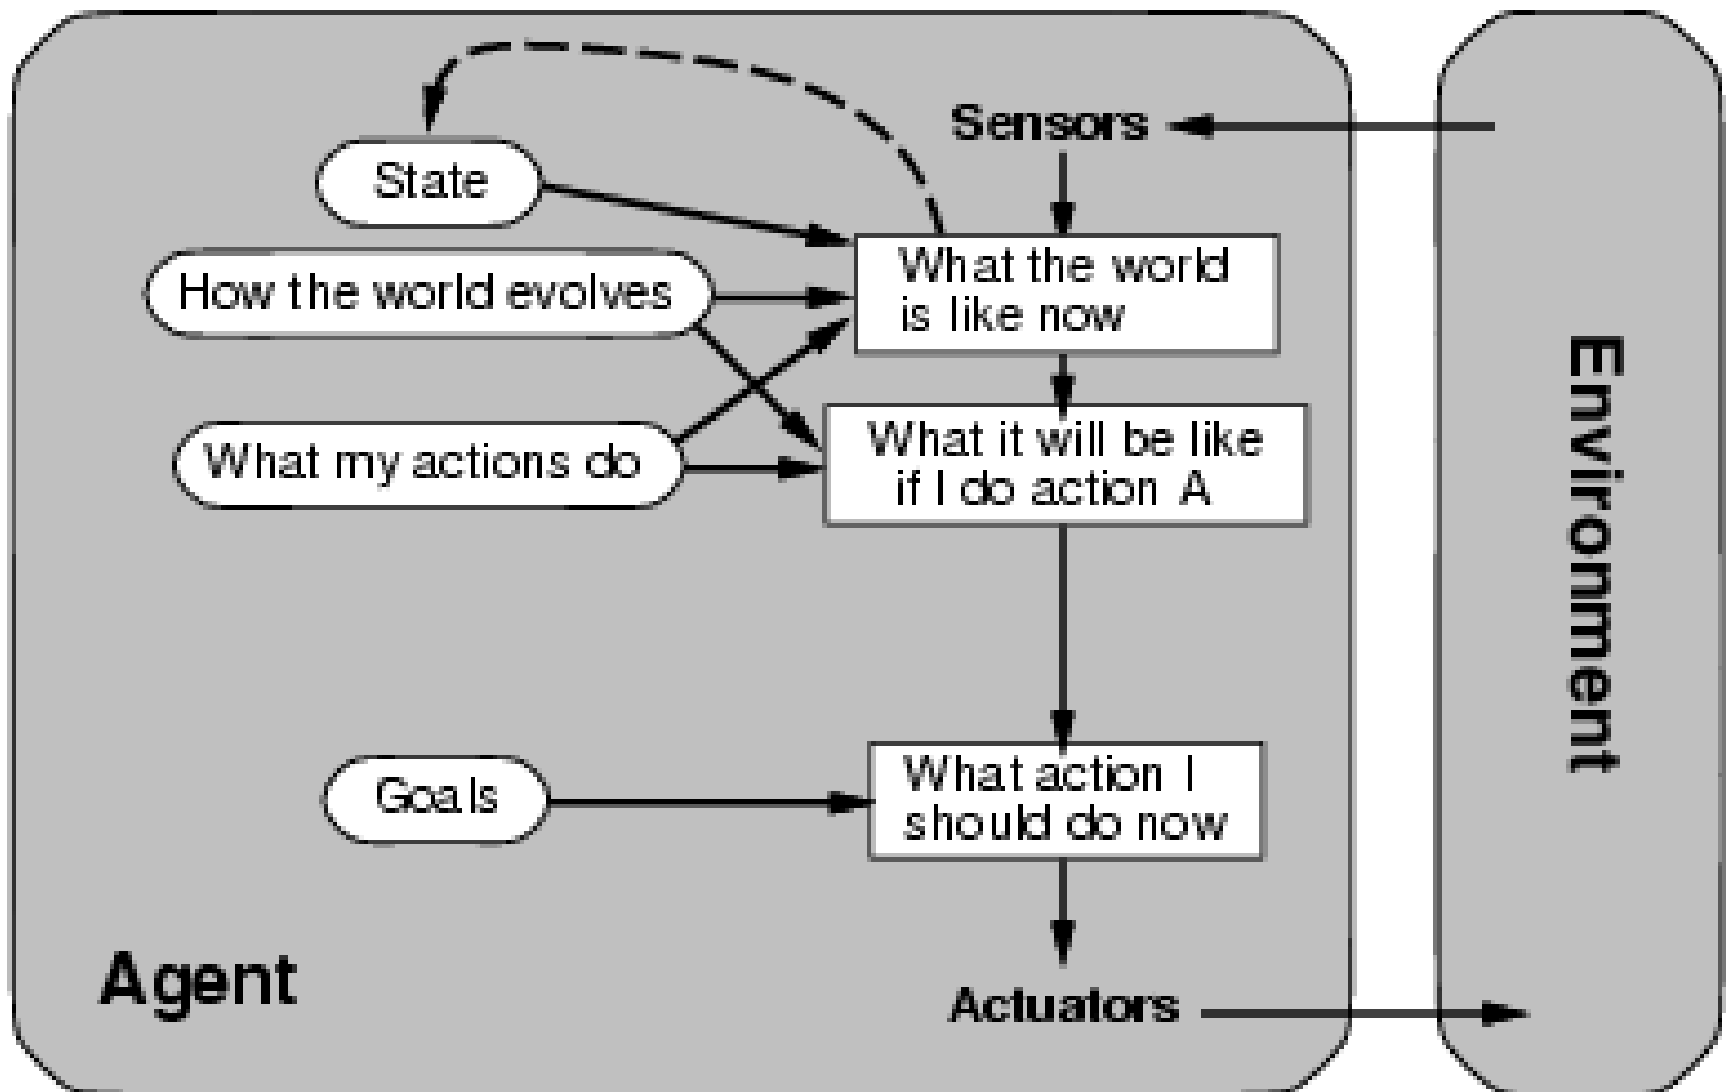 Sensors
State
What the world
is like now
How the world evolves
What it will be like
if I do action A
What my actions do
What action I
should do now
Goals
Agent
Actuators
Environment